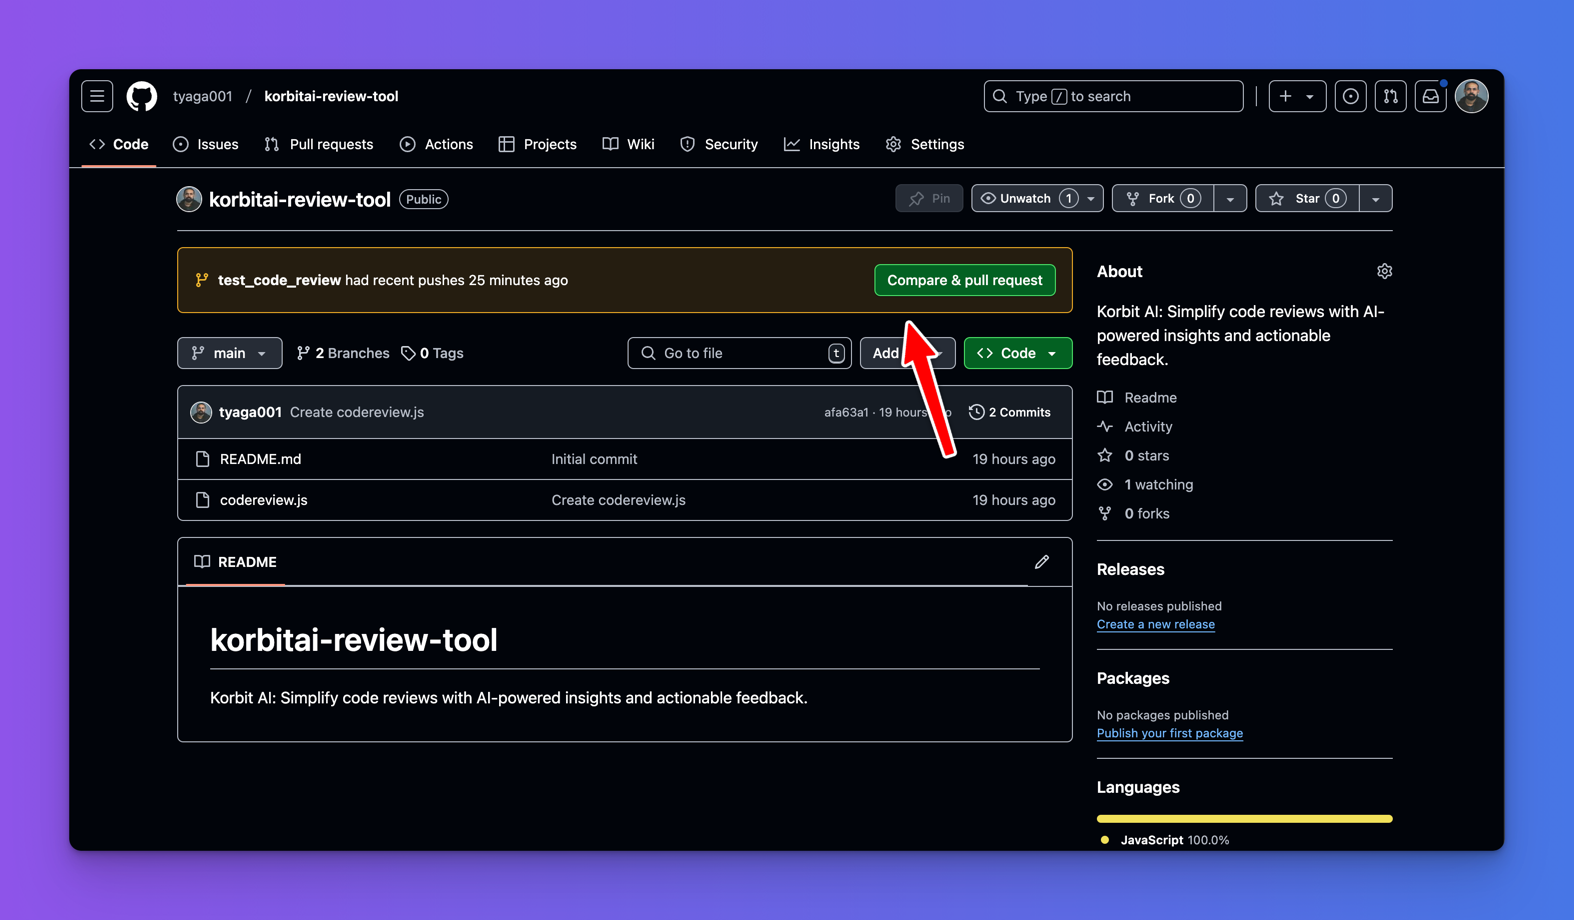 tyaga001 / korbitai-review-tool
Type / to search
Code Issues Pull requests Actions Projects Wiki Security Insights Settings
korbitai-review-tool Public
Pin Unwatch 1 Fork 0 Star 0
test_code_review had recent pushes 25 minutes ago
Compare & pull request
main 2 Branches 0 Tags
Go to file t
Add
Code
tyaga001 Create codereview.js
afa63a1 · 19 hours
2 Commits
README.md Initial commit 19 hours ago
codereview.js Create codereview.js 19 hours ago
README
korbitai-review-tool
Korbit AI: Simplify code reviews with AI-powered insights and actionable feedback.
About
Korbit AI: Simplify code reviews with AI-
powered insights and actionable
feedback.
Readme
Activity
0 stars
1 watching
0 forks
Releases
No releases published
Create a new release
Packages
No packages published
Publish your first package
Languages
JavaScript 100.0%